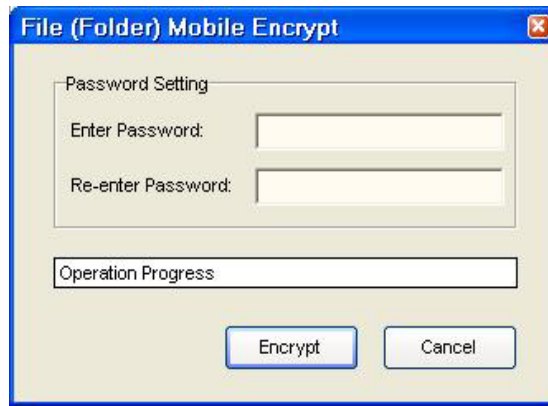 File (Folder) Mobile Encrypt
Password Setting
Enter Password:
Re-enter Password:
Operation Progress
Encrypt Cancel